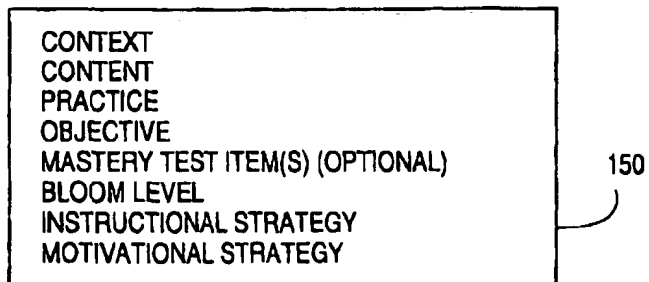 CONTEXT
CONTENT
PRACTICE
OBJECTIVE
MASTERY TEST ITEM(S) (OPTIONAL)
BLOOM LEVEL
INSTRUCTIONAL STRATEGY
MOTIVATIONAL STRATEGY
150